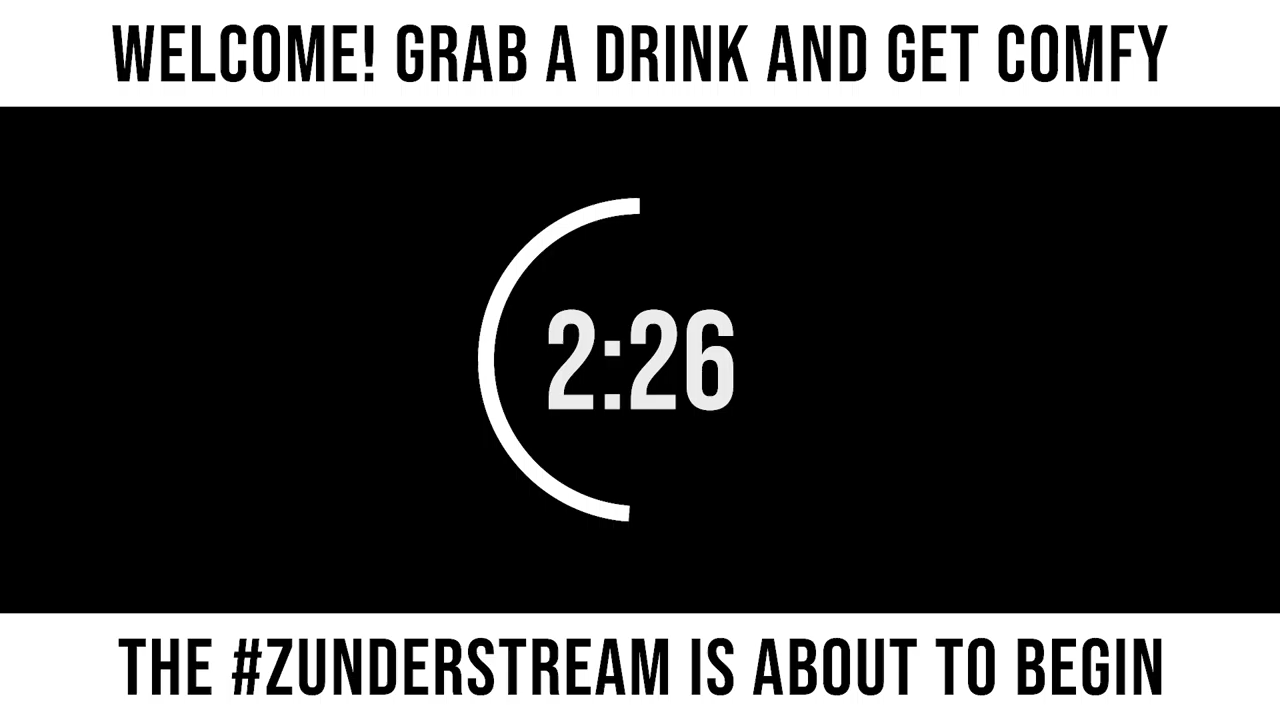 WELCOME! GRAB A DRINK AND GET COMFY
2:26
THE #ZUNDERSTREAM IS ABOUT TO BEGIN